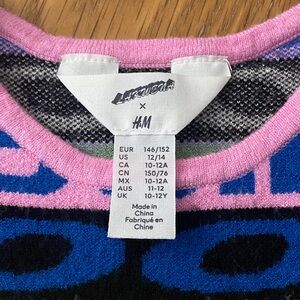 ×
H&M
EUR 146/152
US 12/14
CA 10-12A
CN 150/76
MX 10-12A
AUS 11-12
UK 10-12Y
Made in
China
Fabriqué en
Chine